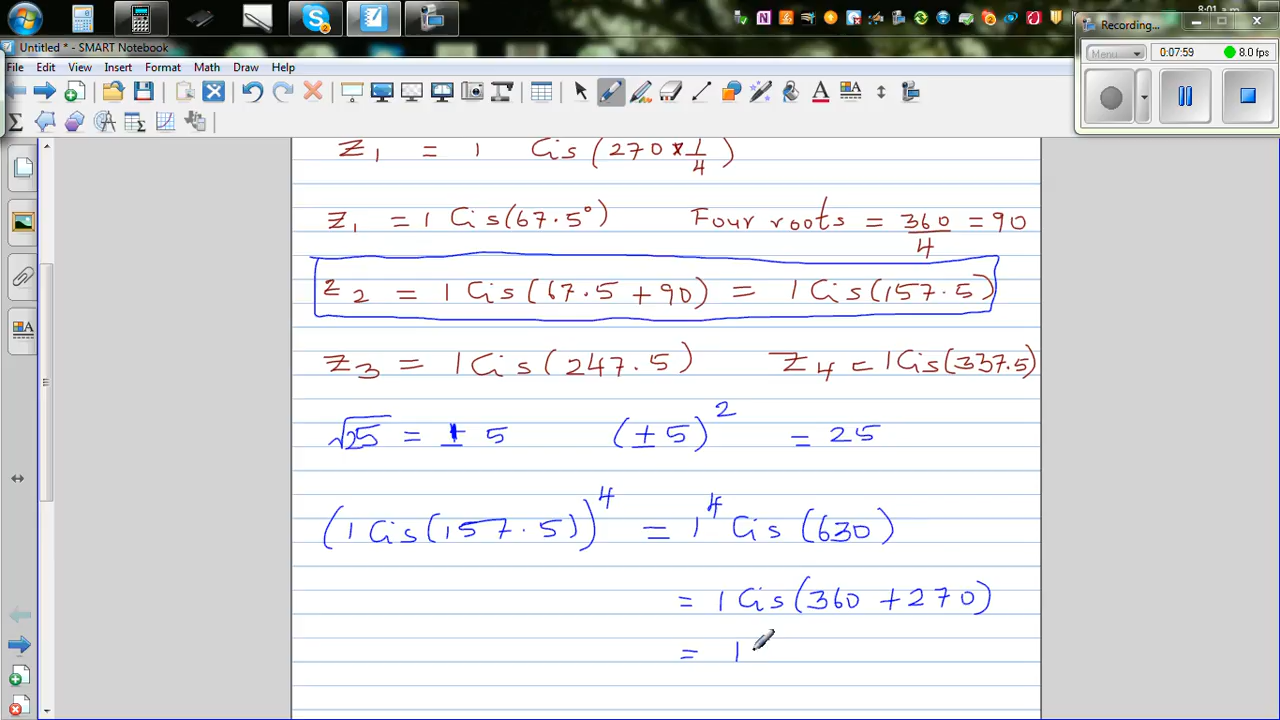 8:01 a.m.
Recording...
Untitled * - SMART Notebook
Menu
0:07:59
8.0 fps
File Edit View Insert Format Math Draw Help
Z₁ = 1 Cis(270 × 1/4)
Z₁ = 1 Cis(67.5°) Four roots = 360/4 = 90
Z₂ = 1 Cis(67.5 + 90) = 1 Cis(157.5)
Z₃ = 1 Cis(247.5) Z₄ = 1 Cis(337.5)
√25 = ± 5 (± 5)² = 25
(1 Cis(157.5))⁴ = 1⁴ Cis (630)
= 1 Cis(360 + 270)
= 1